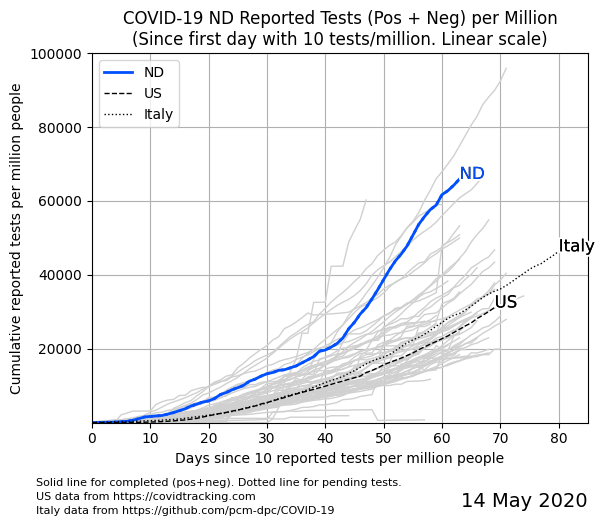 COVID-19 ND Reported Tests (Pos + Neg) per Million
(Since first day with 10 tests/million. Linear scale)
Cumulative reported tests per million people
100000
80000
60000
40000
20000
ND
US
Italy
ND
Italy
US
0 10 20 30 40 50 60 70 80
Days since 10 reported tests per million people
Solid line for completed (pos+neg). Dotted line for pending tests.
US data from https://covidtracking.com
Italy data from https://github.com/pcm-dpc/COVID-19
14 May 2020